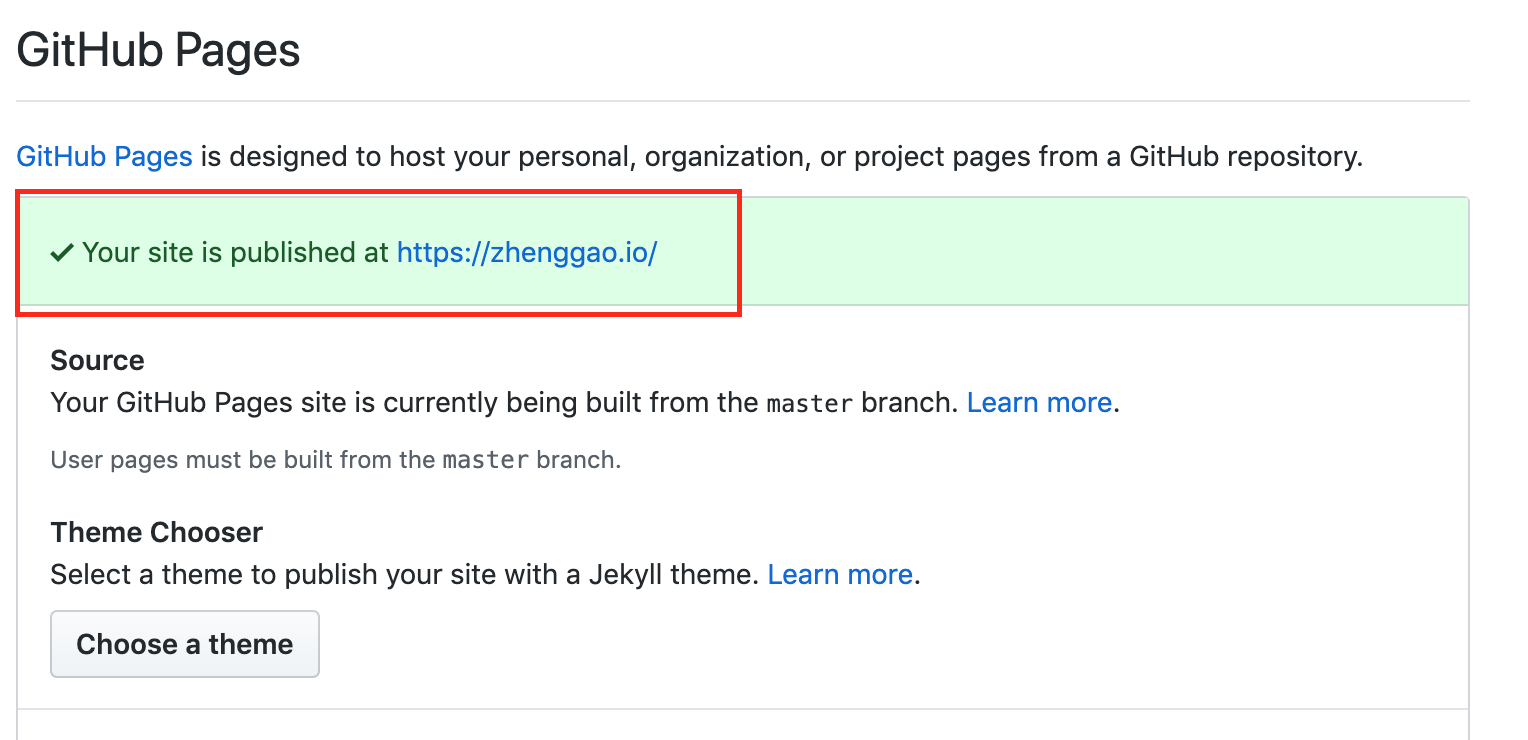 GitHub Pages
GitHub Pages is designed to host your personal, organization, or project pages from a GitHub repository.
✓ Your site is published at https://zhenggao.io/
Source
Your GitHub Pages site is currently being built from the master branch. Learn more.
User pages must be built from the master branch.
Theme Chooser
Select a theme to publish your site with a Jekyll theme. Learn more.
Choose a theme